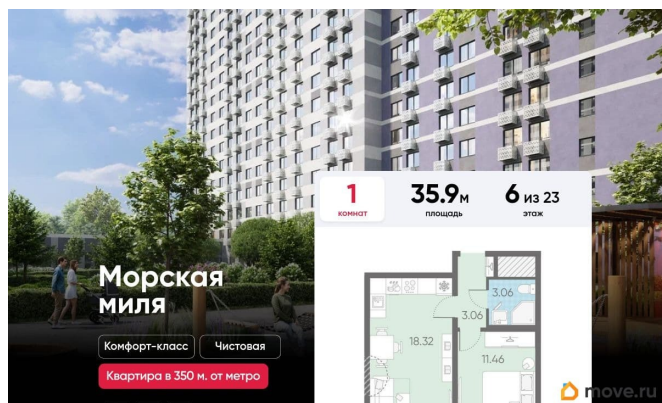 1
комнат
35.9 м
площадь
6 из 23
этаж
Морская
миля
Комфорт-класс
Чистовая
Квартира в 350 м. от метро
3.06
3.06
18.32
11.46
move.ru